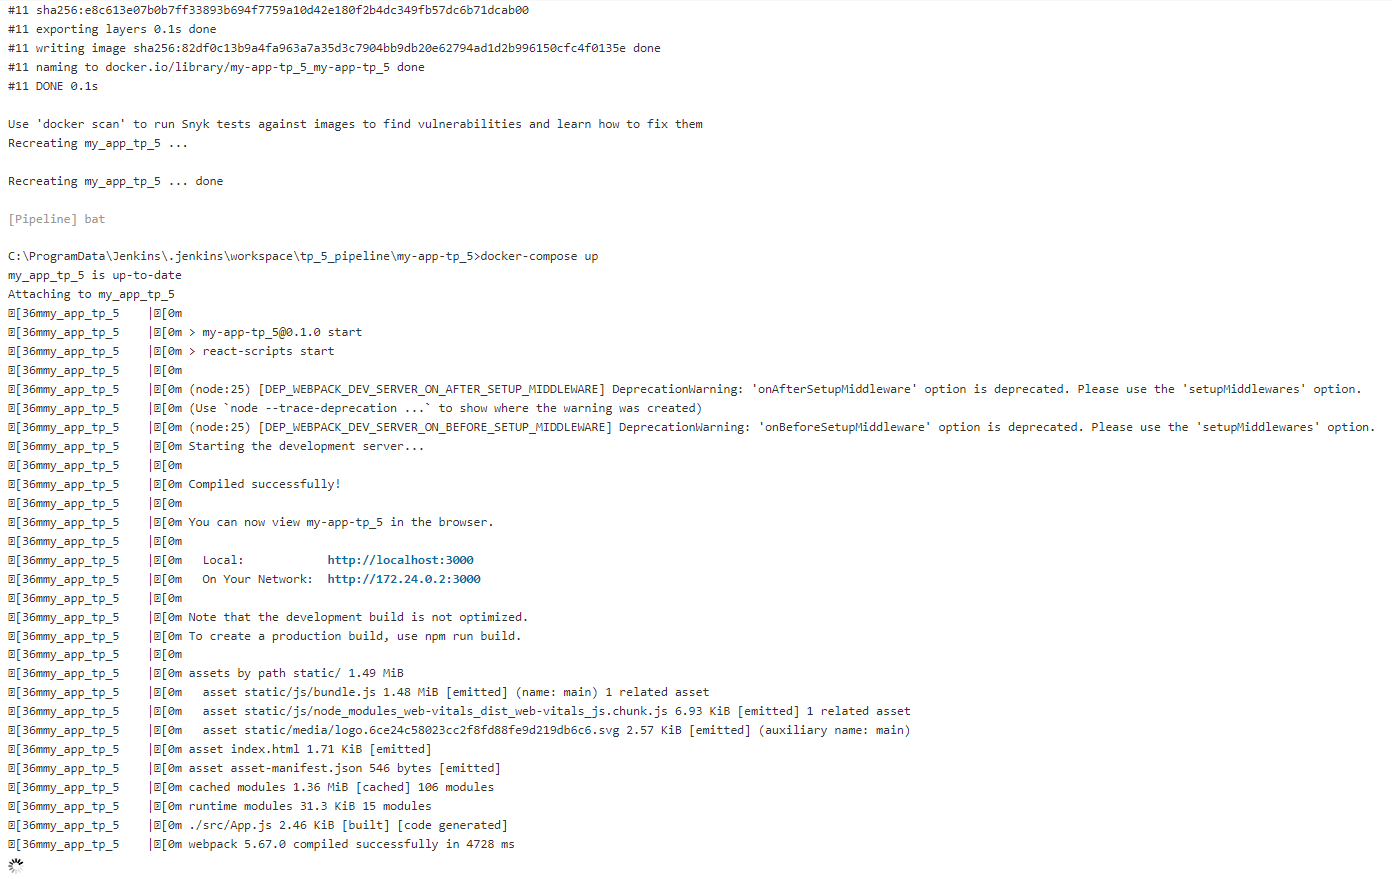 #11 sha256:e8c613e07b0b7ff33893b694f7759a10d42e180f2b4dc349fb57dc6b71dcab00
#11 exporting layers 0.1s done
#11 writing image sha256:82df0c13b9a4fa963a7a35d3c7904bb9db20e62794ad1d2b996150cfc4f0135e done
#11 naming to docker.io/library/my-app-tp_5_my-app-tp_5 done
#11 DONE 0.1s
Use 'docker scan' to run Snyk tests against images to find vulnerabilities and learn how to fix them
Recreating my_app_tp_5 ...
Recreating my_app_tp_5 ... done
[Pipeline] bat
C:\ProgramData\Jenkins\.jenkins\workspace\tp_5_pipeline\my-app-tp_5>docker-compose up
my_app_tp_5 is up-to-date
Attaching to my_app_tp_5
[36mmy_app_tp_5    |[0m
[36mmy_app_tp_5    |[0m > my-app-tp_5@0.1.0 start
[36mmy_app_tp_5    |[0m > react-scripts start
[36mmy_app_tp_5    |[0m
[36mmy_app_tp_5    |[0m (node:25) [DEP_WEBPACK_DEV_SERVER_ON_AFTER_SETUP_MIDDLEWARE] DeprecationWarning: 'onAfterSetupMiddleware' option is deprecated. Please use the 'setupMiddlewares' option.
[36mmy_app_tp_5    |[0m (Use `node --trace-deprecation ...` to show where the warning was created)
[36mmy_app_tp_5    |[0m (node:25) [DEP_WEBPACK_DEV_SERVER_ON_BEFORE_SETUP_MIDDLEWARE] DeprecationWarning: 'onBeforeSetupMiddleware' option is deprecated. Please use the 'setupMiddlewares' option.
[36mmy_app_tp_5    |[0m Starting the development server...
[36mmy_app_tp_5    |[0m
[36mmy_app_tp_5    |[0m Compiled successfully!
[36mmy_app_tp_5    |[0m
[36mmy_app_tp_5    |[0m You can now view my-app-tp_5 in the browser.
[36mmy_app_tp_5    |[0m
[36mmy_app_tp_5    |[0m   Local:            http://localhost:3000
[36mmy_app_tp_5    |[0m   On Your Network:  http://172.24.0.2:3000
[36mmy_app_tp_5    |[0m
[36mmy_app_tp_5    |[0m Note that the development build is not optimized.
[36mmy_app_tp_5    |[0m To create a production build, use npm run build.
[36mmy_app_tp_5    |[0m
[36mmy_app_tp_5    |[0m assets by path static/ 1.49 MiB
[36mmy_app_tp_5    |[0m   asset static/js/bundle.js 1.48 MiB [emitted] (name: main) 1 related asset
[36mmy_app_tp_5    |[0m   asset static/js/node_modules_web-vitals_dist_web-vitals_js.chunk.js 6.93 KiB [emitted] 1 related asset
[36mmy_app_tp_5    |[0m   asset static/media/logo.6ce24c58023cc2f8fd88fe9d219db6c6.svg 2.57 KiB [emitted] (auxiliary name: main)
[36mmy_app_tp_5    |[0m asset index.html 1.71 KiB [emitted]
[36mmy_app_tp_5    |[0m asset asset-manifest.json 546 bytes [emitted]
[36mmy_app_tp_5    |[0m cached modules 1.36 MiB [cached] 106 modules
[36mmy_app_tp_5    |[0m runtime modules 31.3 KiB 15 modules
[36mmy_app_tp_5    |[0m ./src/App.js 2.46 KiB [built] [code generated]
[36mmy_app_tp_5    |[0m webpack 5.67.0 compiled successfully in 4728 ms